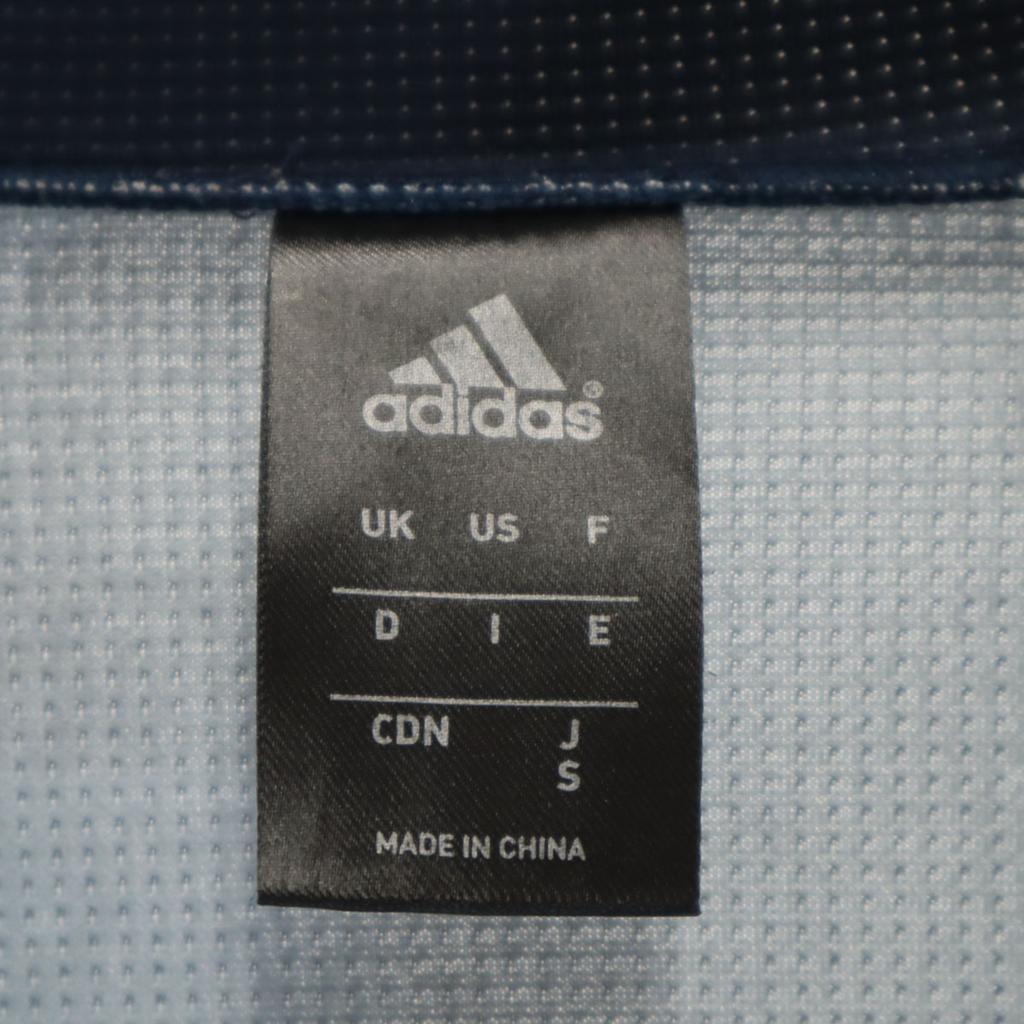 adidas®
UK US F
D I E
CDN J
S
MADE IN CHINA